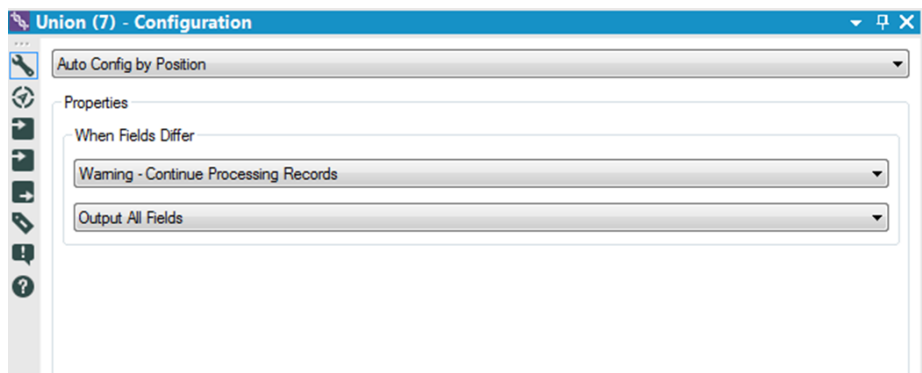 Union (7) - Configuration
Auto Config by Position
Properties
When Fields Differ
Warning - Continue Processing Records
Output All Fields